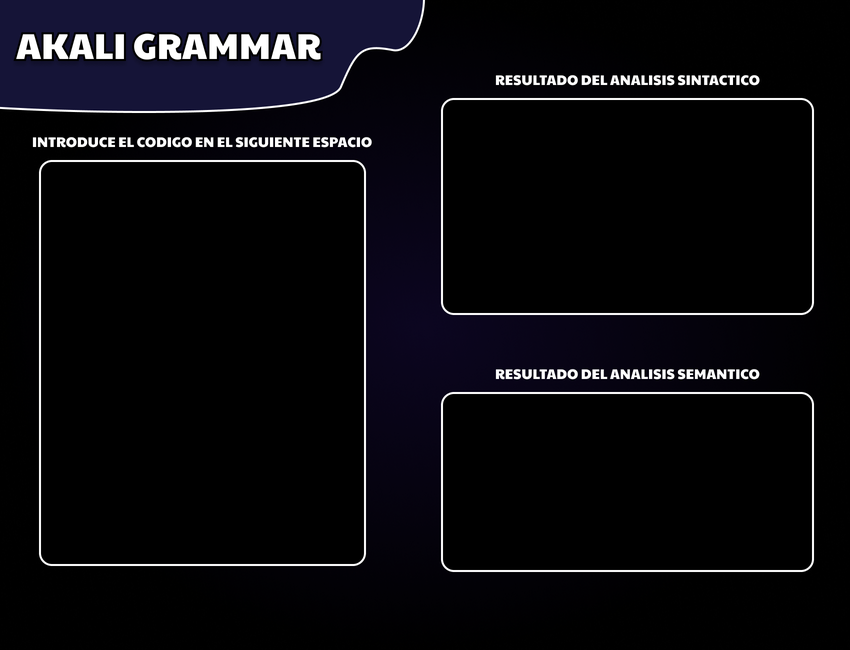 AKALI GRAMMAR
INTRODUCE EL CODIGO EN EL SIGUIENTE ESPACIO
RESULTADO DEL ANALISIS SINTACTICO
RESULTADO DEL ANALISIS SEMANTICO